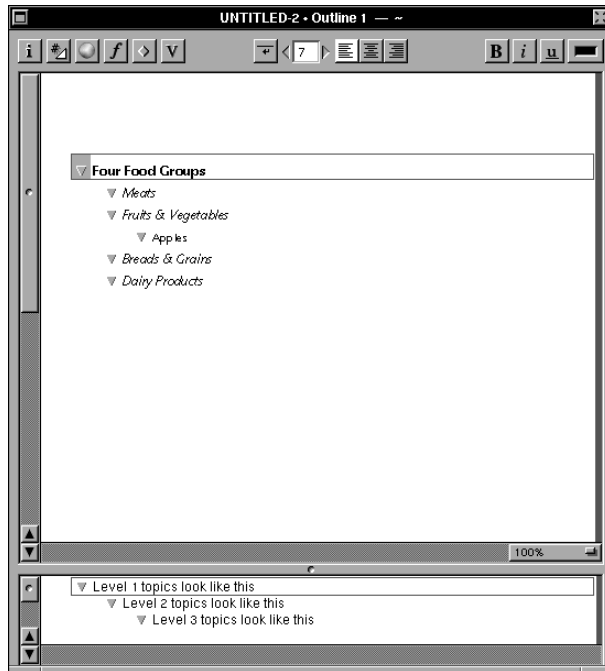 UNTITLED-2 • Outline 1 — ~
i # f V 7 B i u
Four Food Groups
Meats
Fruits & Vegetables
Apples
Breads & Grains
Dairy Products
100%
Level 1 topics look like this
Level 2 topics look like this
Level 3 topics look like this